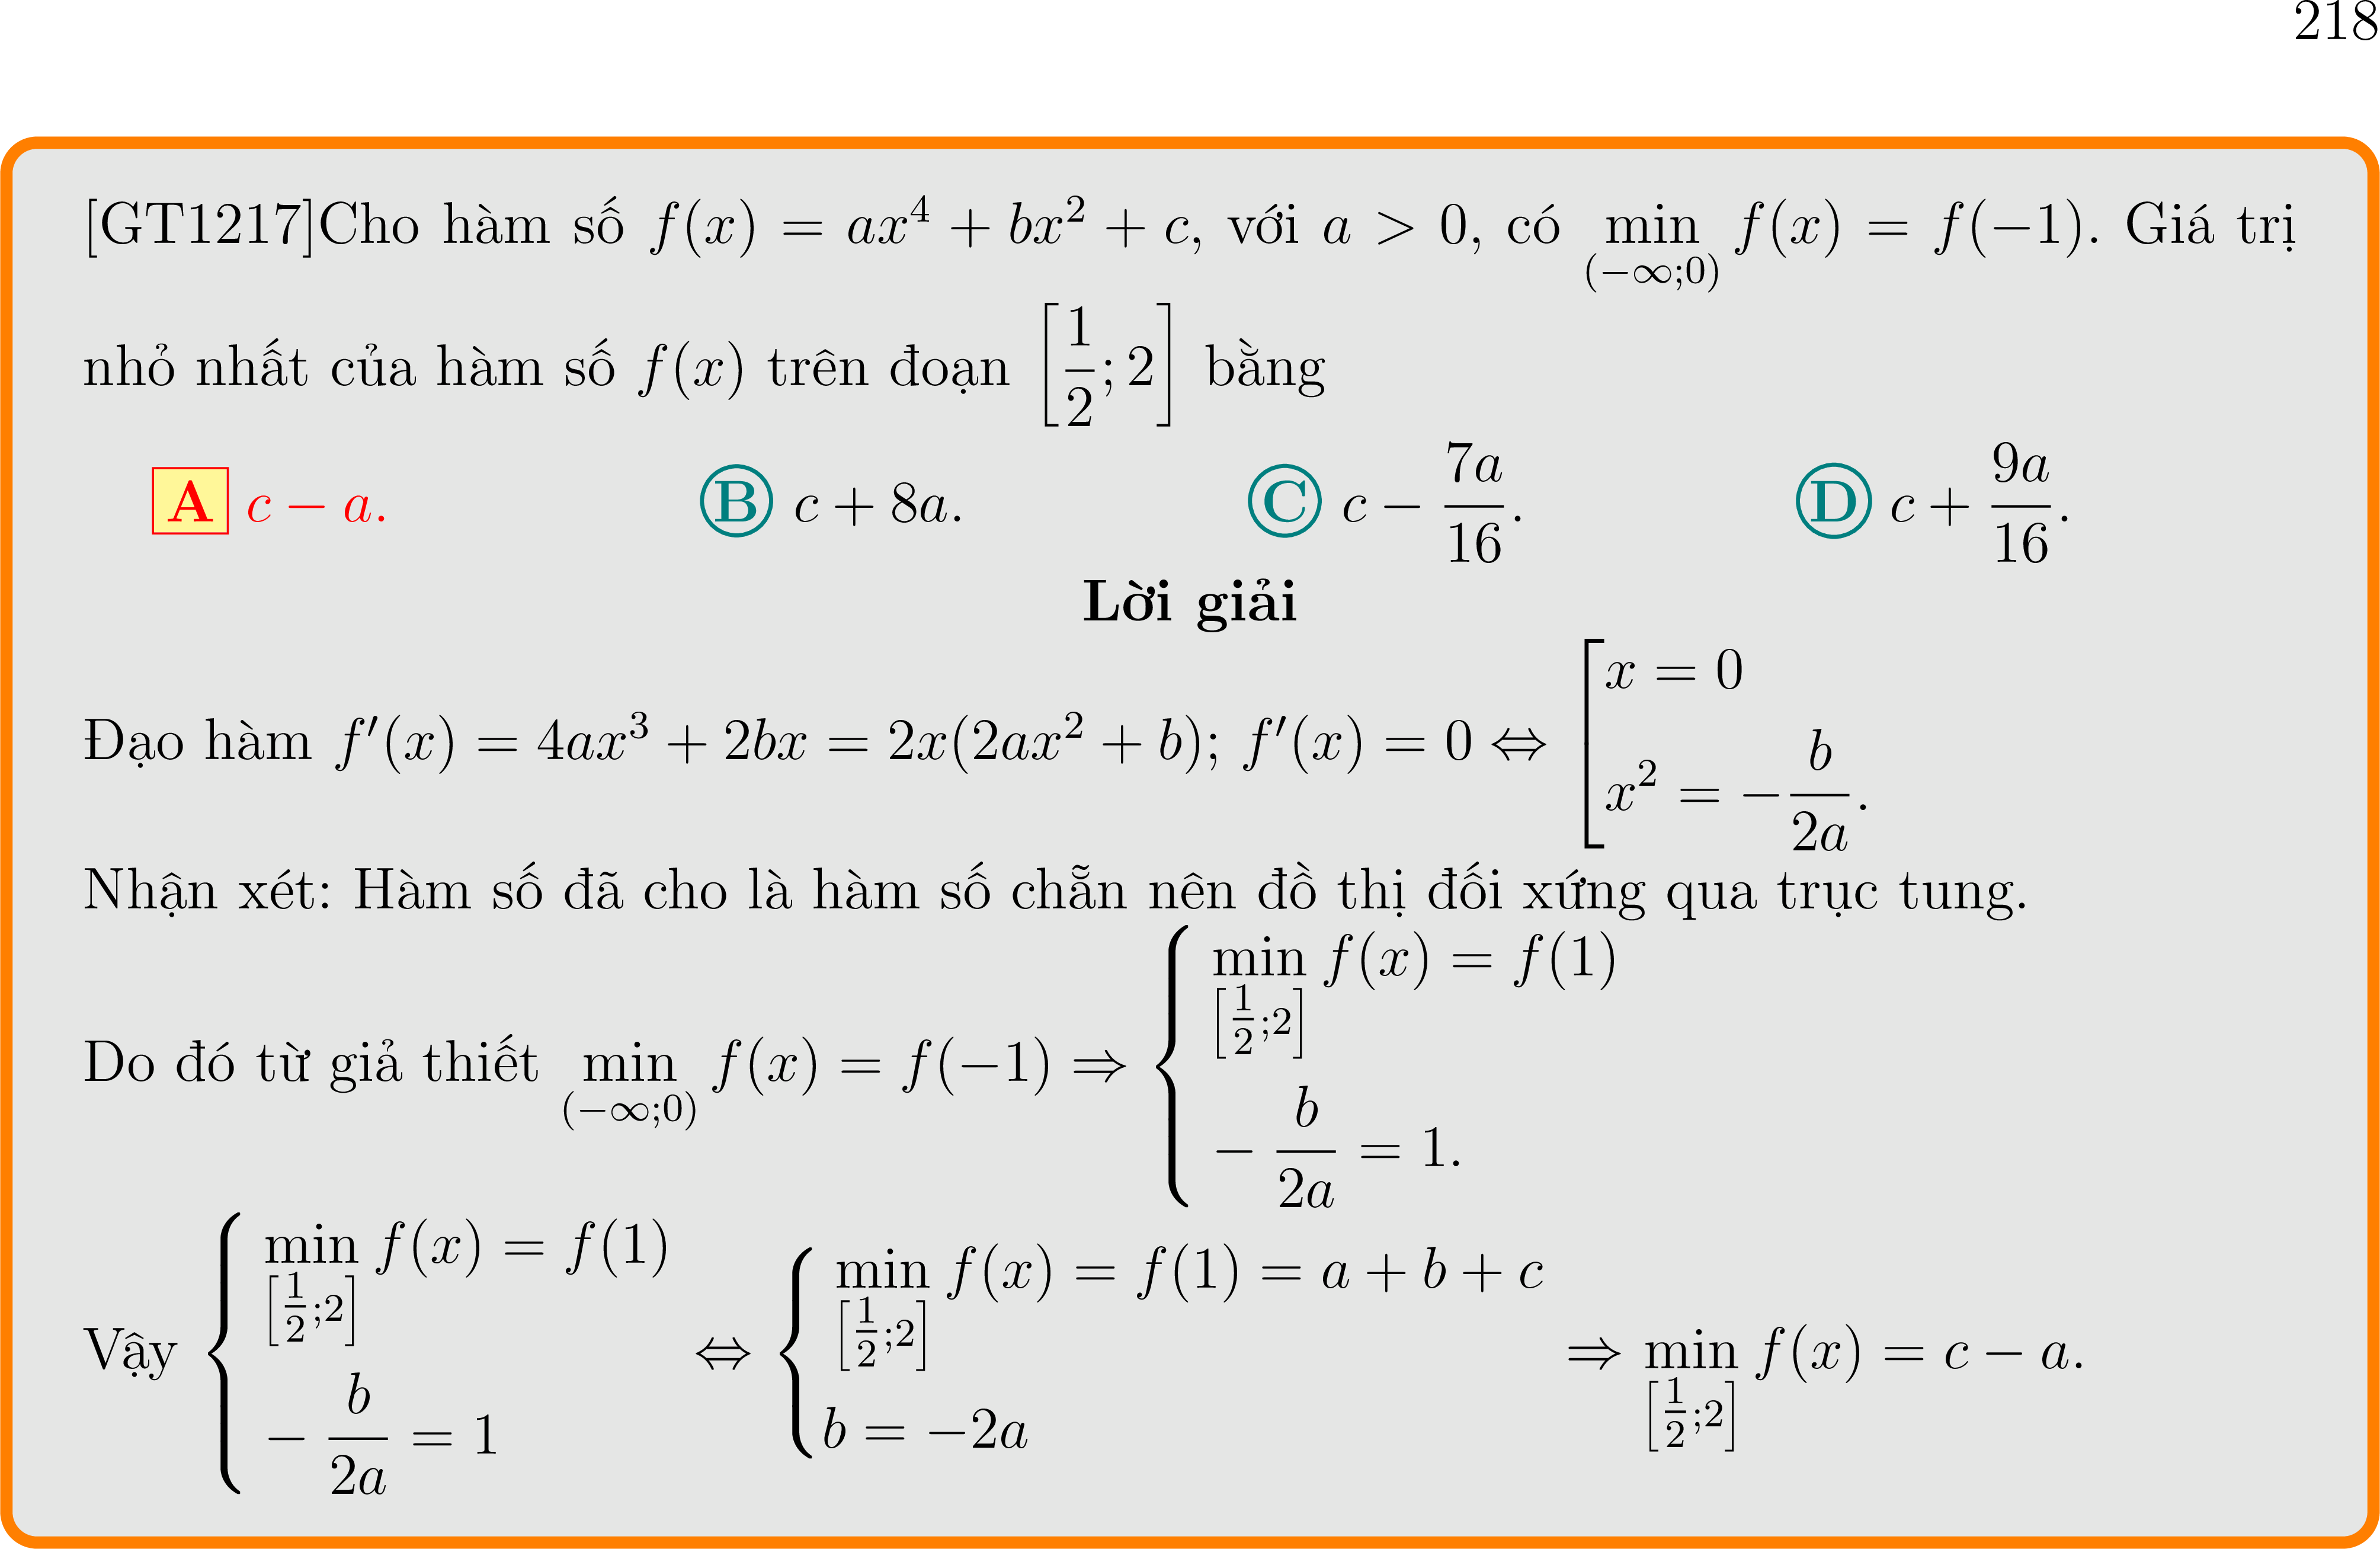 218
[GT1217]Cho hàm số $f(x) = ax^4 + bx^2 + c$, với $a > 0$, có $\min\limits_{(-\infty;0)} f(x) = f(-1)$. Giá trị
nhỏ nhất của hàm số $f(x)$ trên đoạn $\left[\dfrac{1}{2}; 2\right]$ bằng
A $c - a$. B $c + 8a$. C $c - \dfrac{7a}{16}$. D $c + \dfrac{9a}{16}$.
Lời giải
Đạo hàm $f'(x) = 4ax^3 + 2bx = 2x(2ax^2 + b)$; $f'(x) = 0 \Leftrightarrow \left[\begin{array}{l} x = 0 \\ x^2 = -\dfrac{b}{2a}. \end{array}\right.$
Nhận xét: Hàm số đã cho là hàm số chẵn nên đồ thị đối xứng qua trục tung.
Do đó từ giả thiết $\min\limits_{(-\infty;0)} f(x) = f(-1) \Rightarrow \begin{cases} \min\limits_{\left[\frac{1}{2};2\right]} f(x) = f(1) \\ -\dfrac{b}{2a} = 1. \end{cases}$
Vậy $\begin{cases} \min\limits_{\left[\frac{1}{2};2\right]} f(x) = f(1) \\ -\dfrac{b}{2a} = 1 \end{cases} \Leftrightarrow \begin{cases} \min\limits_{\left[\frac{1}{2};2\right]} f(x) = f(1) = a + b + c \\ b = -2a \end{cases} \Rightarrow \min\limits_{\left[\frac{1}{2};2\right]} f(x) = c - a.$